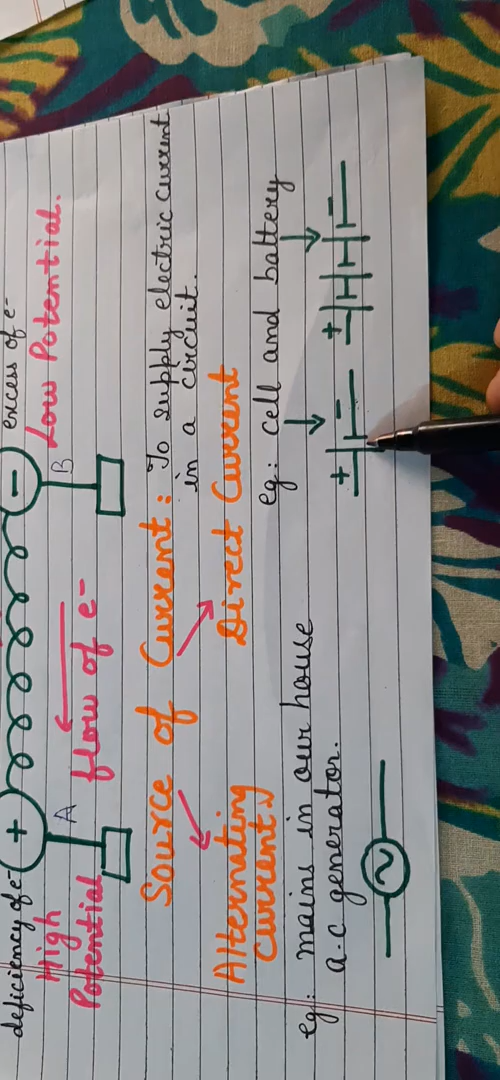 deficiency of e-
excess of e-
+
-
High
Potential
A
flow of e-
B
Low Potential.
Source of Current: To supply electric current
in a circuit.
Alternating
Current.
eg: mains in our house
a.c generator.
~
Direct Current
eg: cell and battery
+ -
+ -